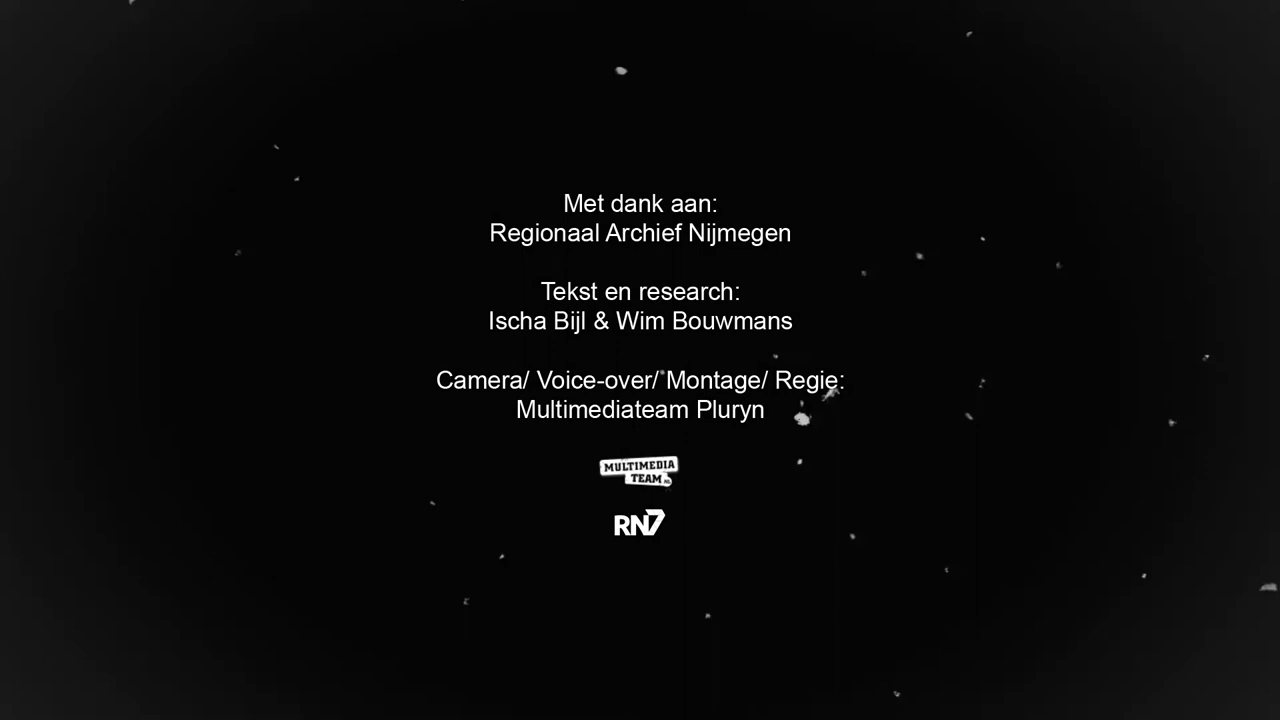 Met dank aan:
Regionaal Archief Nijmegen
Tekst en research:
Ischa Bijl & Wim Bouwmans
Camera/ Voice-over/ Montage/ Regie:
Multimediateam Pluryn
MULTIMEDIA
TEAM
RN7